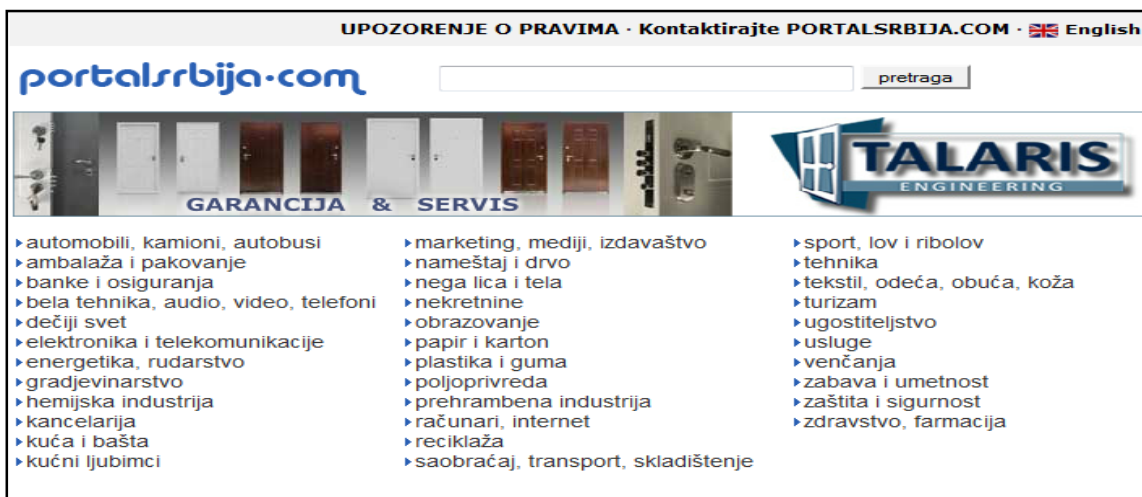 UPOZORENJE O PRAVIMA · Kontaktirajte PORTALSRBIJA.COM · English
portalsrbija·com
pretraga
GARANCIJA & SERVIS
TALARIS
ENGINEERING
automobili, kamioni, autobusi
ambalaža i pakovanje
banke i osiguranja
bela tehnika, audio, video, telefoni
dečiji svet
elektronika i telekomunikacije
energetika, rudarstvo
gradjevinarstvo
hemijska industrija
kancelarija
kuća i bašta
kućni ljubimci
marketing, mediji, izdavaštvo
nameštaj i drvo
nega lica i tela
nekretnine
obrazovanje
papir i karton
plastika i guma
poljoprivreda
prehrambena industrija
računari, internet
reciklaža
saobraćaj, transport, skladištenje
sport, lov i ribolov
tehnika
tekstil, odeća, obuća, koža
turizam
ugostiteljstvo
usluge
venčanja
zabava i umetnost
zaštita i sigurnost
zdravstvo, farmacija